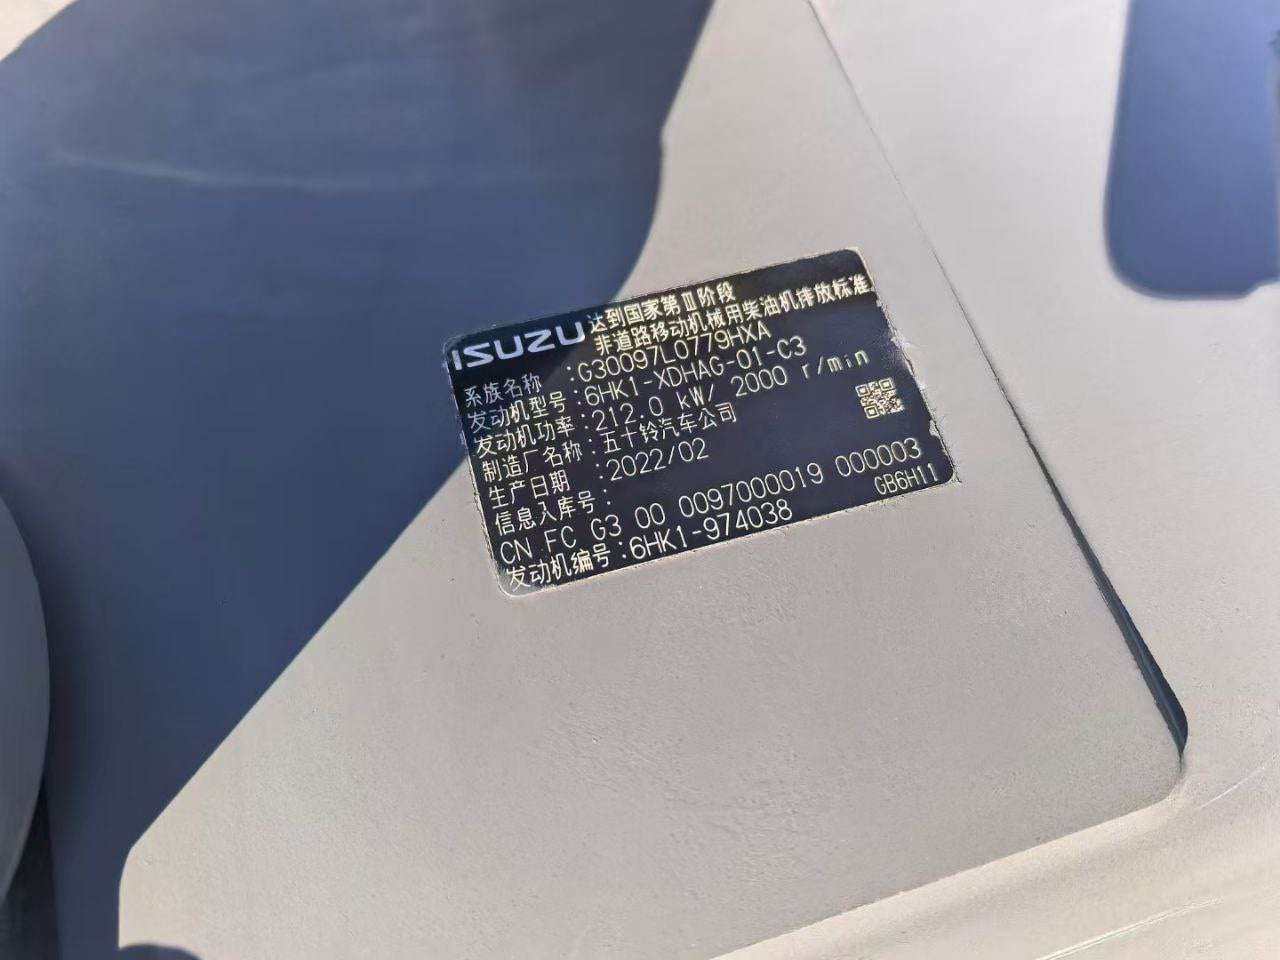 ISUZU 达到国家第Ⅱ阶段
非道路移动机械用柴油机排放标准
系族名称 :G30097L0779HXA
发动机型号:6HK1-XDHAG-01-C3
发动机功率:212.0 kW/ 2000 r/min
制造厂名称:五十铃汽车公司
生产日期 :2022/02
信息入库号:
CN FC G3 00 0097000019 000003
发动机编号:6HK1-974038
GB6H11